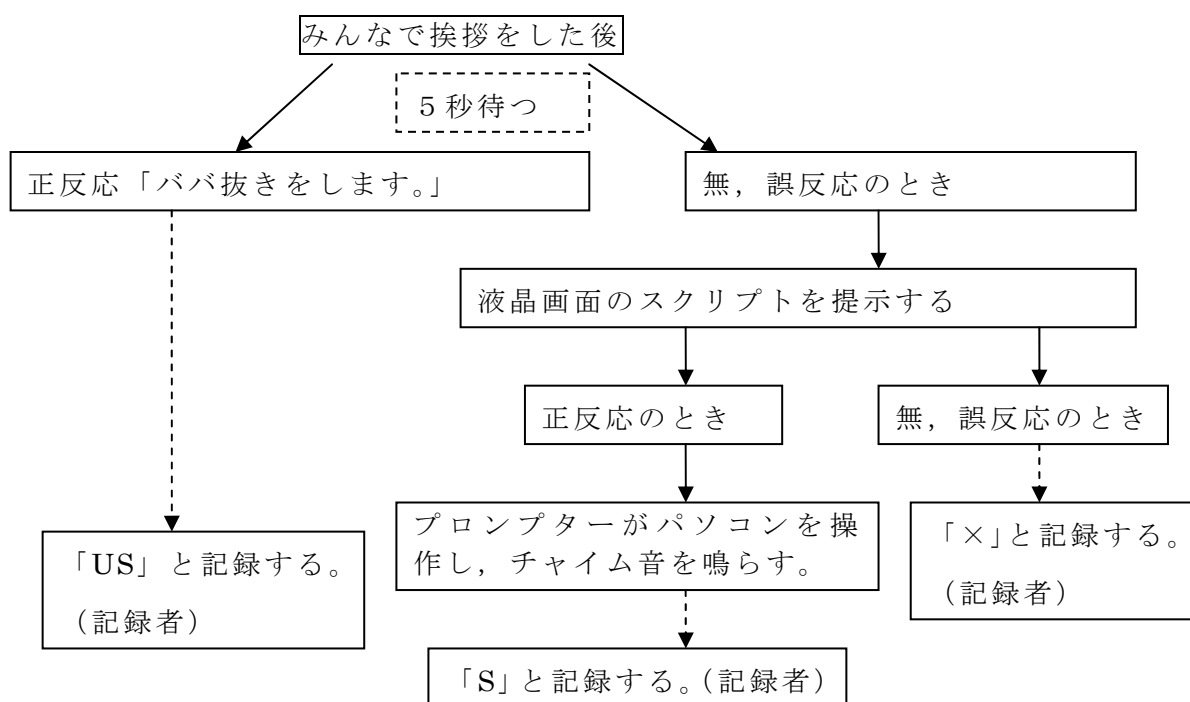 みんなで挨拶をした後
５秒待つ
正反応「ババ抜きをします。」
無，誤反応のとき
液晶画面のスクリプトを提示する
正反応のとき
無，誤反応のとき
プロンプターがパソコンを操
作し，チャイム音を鳴らす。
「×」と記録する。
（記録者）
「US」と記録する。
（記録者）
「S」と記録する。（記録者）